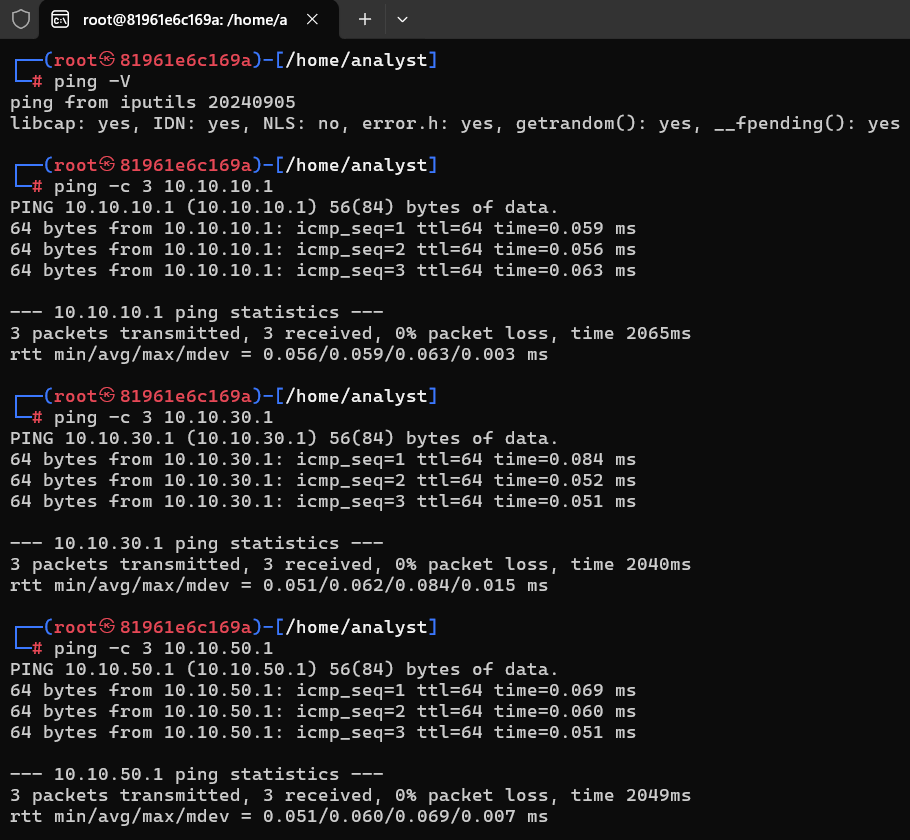 root@81961e6c169a: /home/a
┌──(root㉿81961e6c169a)-[/home/analyst]
└─# ping -V
ping from iputils 20240905
libcap: yes, IDN: yes, NLS: no, error.h: yes, getrandom(): yes, __fpending(): yes
┌──(root㉿81961e6c169a)-[/home/analyst]
└─# ping -c 3 10.10.10.1
PING 10.10.10.1 (10.10.10.1) 56(84) bytes of data.
64 bytes from 10.10.10.1: icmp_seq=1 ttl=64 time=0.059 ms
64 bytes from 10.10.10.1: icmp_seq=2 ttl=64 time=0.056 ms
64 bytes from 10.10.10.1: icmp_seq=3 ttl=64 time=0.063 ms
--- 10.10.10.1 ping statistics ---
3 packets transmitted, 3 received, 0% packet loss, time 2065ms
rtt min/avg/max/mdev = 0.056/0.059/0.063/0.003 ms
┌──(root㉿81961e6c169a)-[/home/analyst]
└─# ping -c 3 10.10.30.1
PING 10.10.30.1 (10.10.30.1) 56(84) bytes of data.
64 bytes from 10.10.30.1: icmp_seq=1 ttl=64 time=0.084 ms
64 bytes from 10.10.30.1: icmp_seq=2 ttl=64 time=0.052 ms
64 bytes from 10.10.30.1: icmp_seq=3 ttl=64 time=0.051 ms
--- 10.10.30.1 ping statistics ---
3 packets transmitted, 3 received, 0% packet loss, time 2040ms
rtt min/avg/max/mdev = 0.051/0.062/0.084/0.015 ms
┌──(root㉿81961e6c169a)-[/home/analyst]
└─# ping -c 3 10.10.50.1
PING 10.10.50.1 (10.10.50.1) 56(84) bytes of data.
64 bytes from 10.10.50.1: icmp_seq=1 ttl=64 time=0.069 ms
64 bytes from 10.10.50.1: icmp_seq=2 ttl=64 time=0.060 ms
64 bytes from 10.10.50.1: icmp_seq=3 ttl=64 time=0.051 ms
--- 10.10.50.1 ping statistics ---
3 packets transmitted, 3 received, 0% packet loss, time 2049ms
rtt min/avg/max/mdev = 0.051/0.060/0.069/0.007 ms